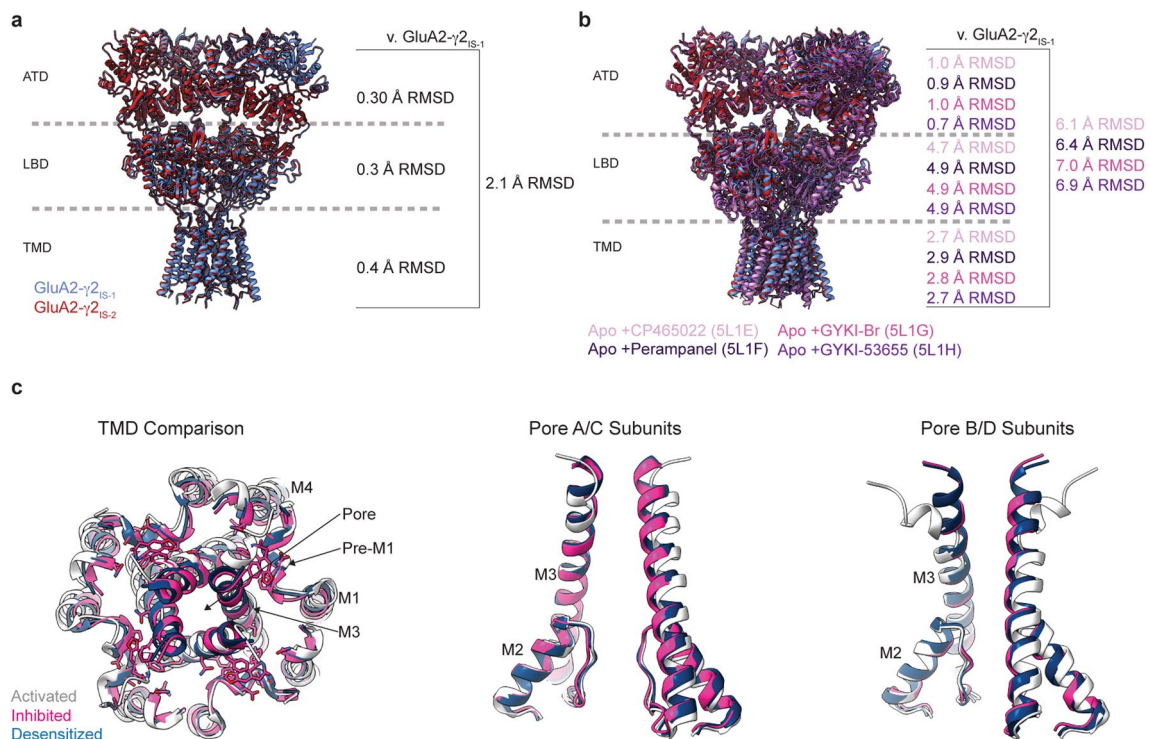 a
v. GluA2-γ2IS-1
ATD
0.30 Å RMSD
LBD
0.3 Å RMSD
2.1 Å RMSD
TMD
0.4 Å RMSD
GluA2-γ2IS-1
GluA2-γ2IS-2
b
v. GluA2-γ2IS-1
ATD
1.0 Å RMSD
0.9 Å RMSD
1.0 Å RMSD
0.7 Å RMSD
LBD
4.7 Å RMSD
4.9 Å RMSD
4.9 Å RMSD
4.9 Å RMSD
6.1 Å RMSD
6.4 Å RMSD
7.0 Å RMSD
6.9 Å RMSD
TMD
2.7 Å RMSD
2.9 Å RMSD
2.8 Å RMSD
2.7 Å RMSD
Apo +CP465022 (5L1E) Apo +GYKI-Br (5L1G)
Apo +Perampanel (5L1F) Apo +GYKI-53655 (5L1H)
c
TMD Comparison
M4
Pore
Pre-M1
M1
M3
Activated
Inhibited
Desensitized
Pore A/C Subunits
M3
M2
Pore B/D Subunits
M3
M2